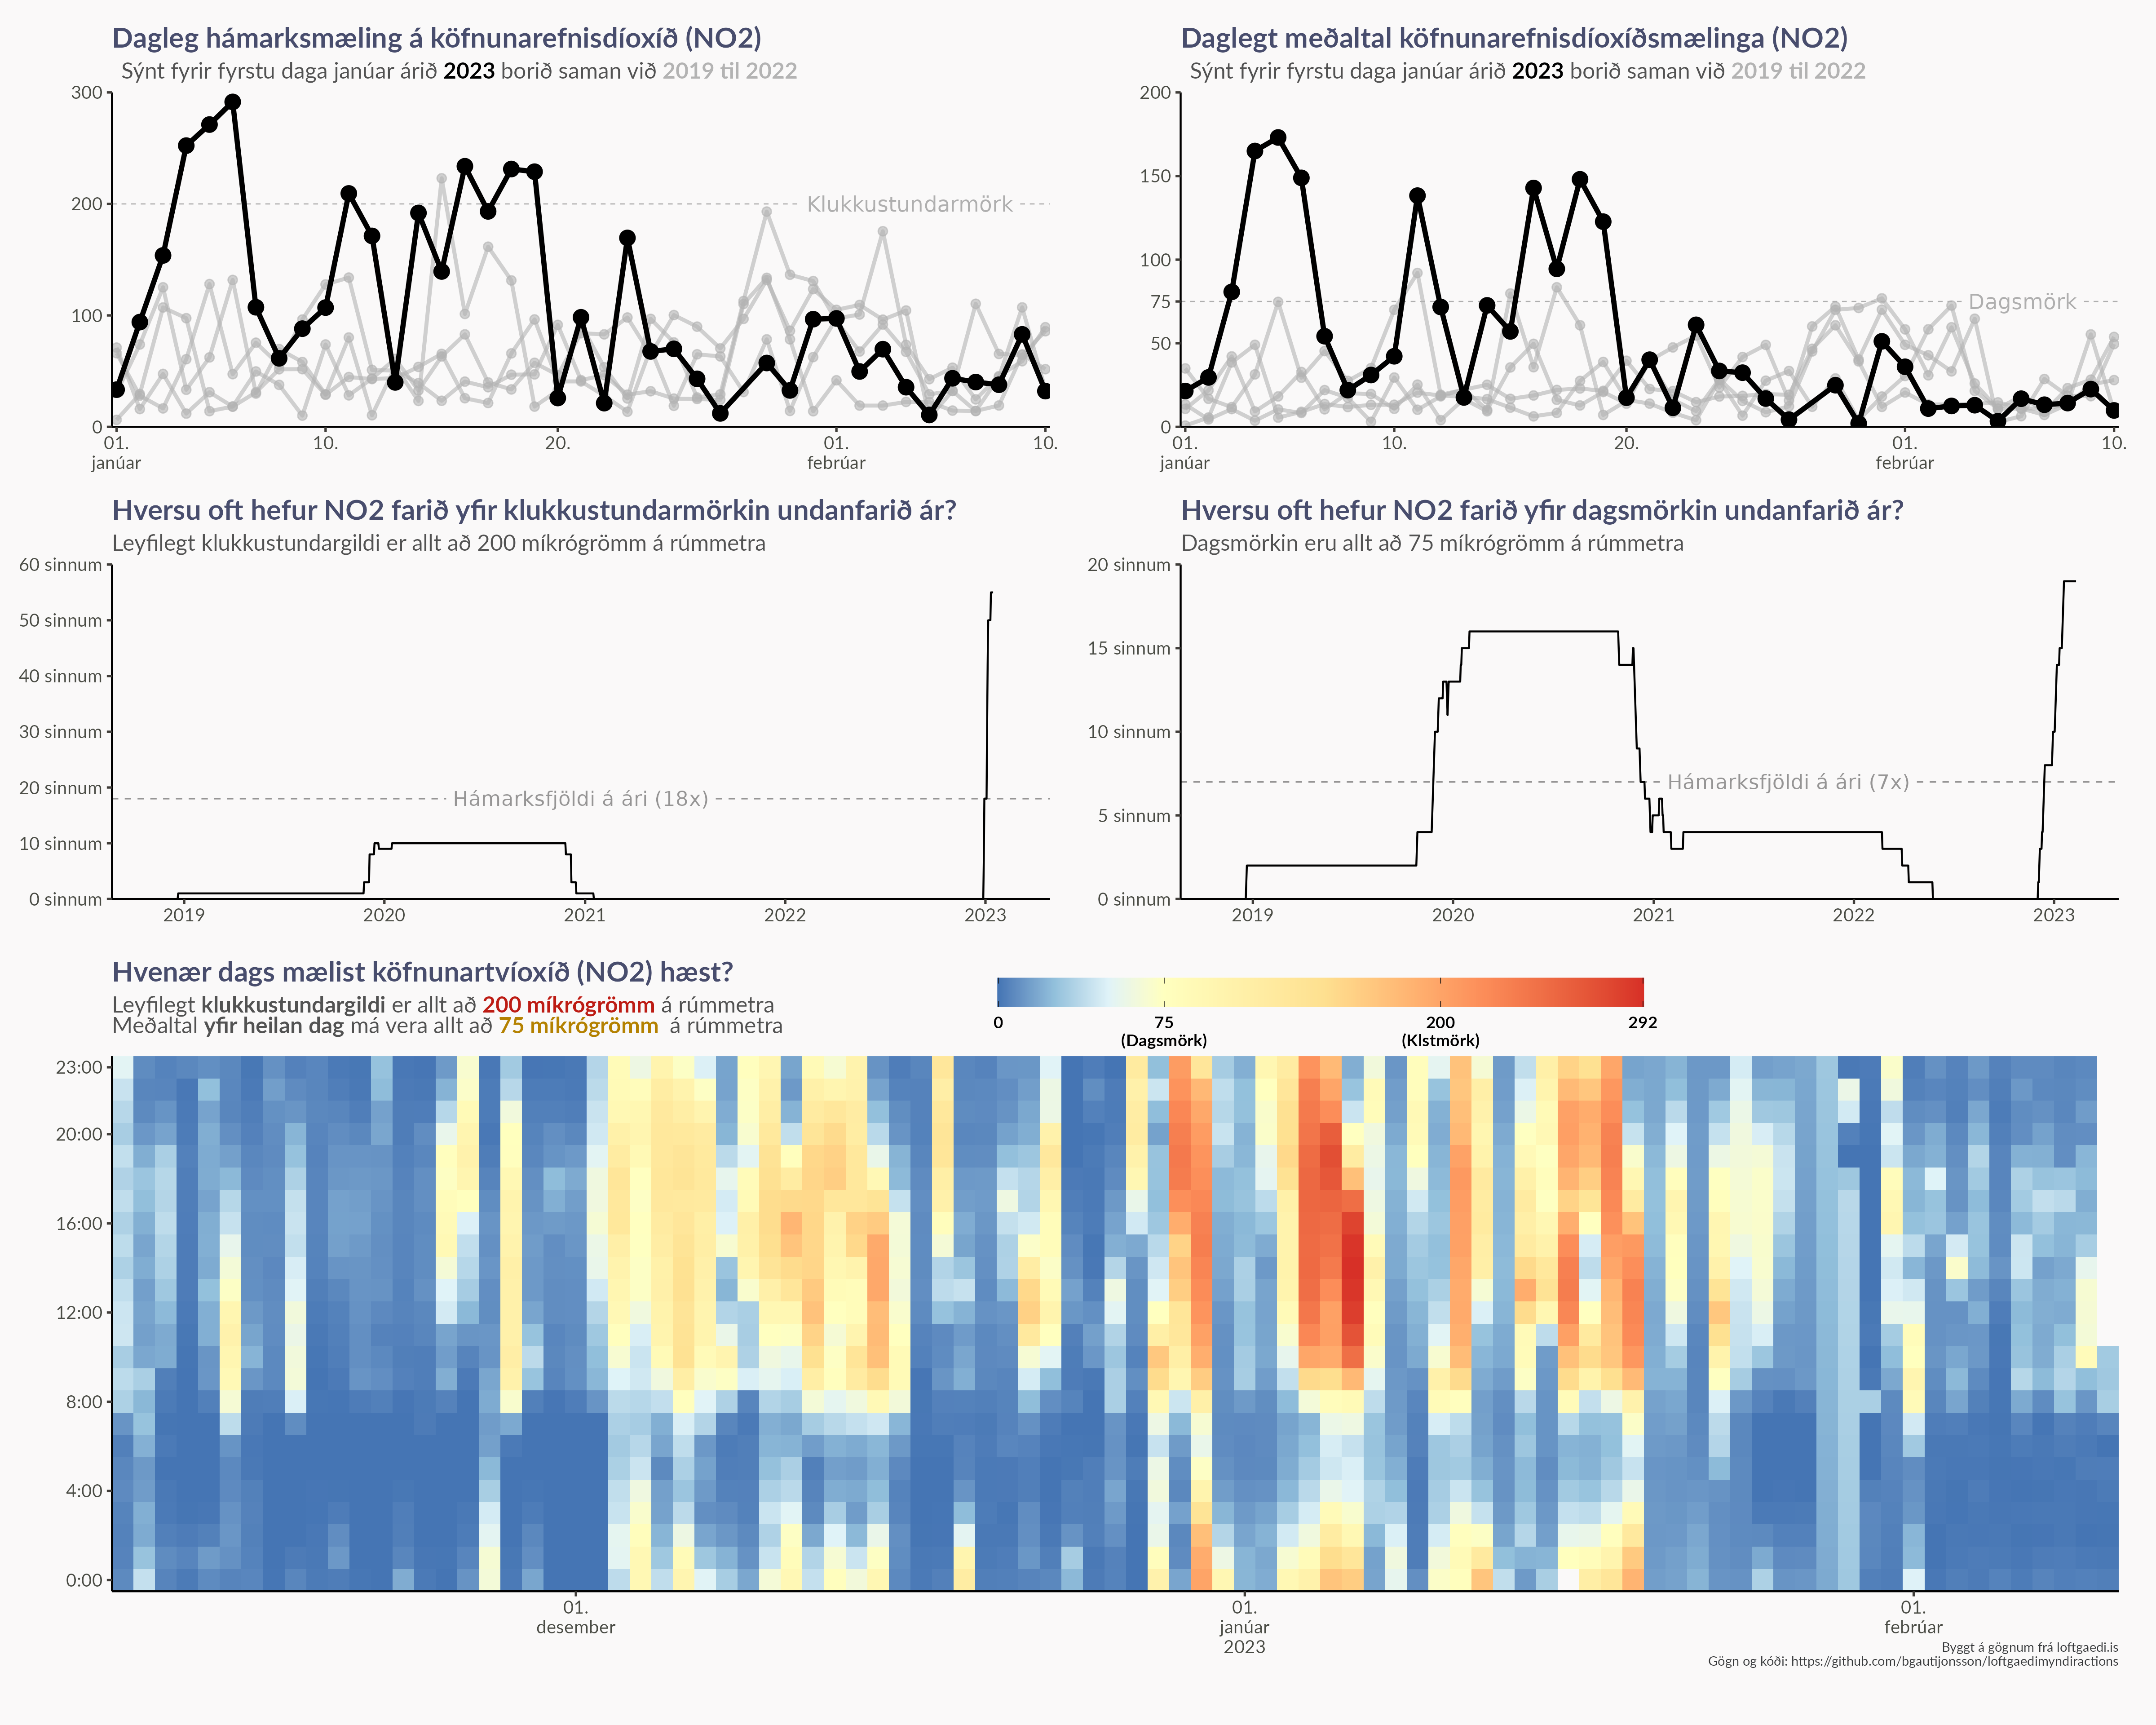 Dagleg hámarksmæling á köfnunarefnisdíoxíð (NO2)
Sýnt fyrir fyrstu daga janúar árið 2023 borið saman við 2019 til 2022
300
200
100
0
Klukkustundarmörk
01.
janúar
10.
20.
01.
febrúar
10.
Daglegt meðaltal köfnunarefnisdíoxíðsmælinga (NO2)
Sýnt fyrir fyrstu daga janúar árið 2023 borið saman við 2019 til 2022
200
150
100
75
50
0
Dagsmörk
01.
janúar
10.
20.
01.
febrúar
10.
Hversu oft hefur NO2 farið yfir klukkustundarmörkin undanfarið ár?
Leyfilegt klukkustundargildi er allt að 200 míkrógrömm á rúmmetra
60 sinnum
50 sinnum
40 sinnum
30 sinnum
20 sinnum
10 sinnum
0 sinnum
Hámarksfjöldi á ári (18x)
2019
2020
2021
2022
2023
Hversu oft hefur NO2 farið yfir dagsmörkin undanfarið ár?
Dagsmörkin eru allt að 75 míkrógrömm á rúmmetra
20 sinnum
15 sinnum
10 sinnum
5 sinnum
0 sinnum
Hámarksfjöldi á ári (7x)
2019
2020
2021
2022
2023
Hvenær dags mælist köfnunartvíoxíð (NO2) hæst?
Leyfilegt klukkustundargildi er allt að 200 míkrógrömm á rúmmetra
Meðaltal yfir heilan dag má vera allt að 75 míkrógrömm á rúmmetra
0
75
(Dagsmörk)
200
(Klstmörk)
292
23:00
20:00
16:00
12:00
8:00
4:00
0:00
01.
desember
01.
janúar
2023
01.
febrúar
Byggt á gögnum frá loftgaedi.is
Gögn og kóði: https://github.com/bgautijonsson/loftgaedimyndiractions